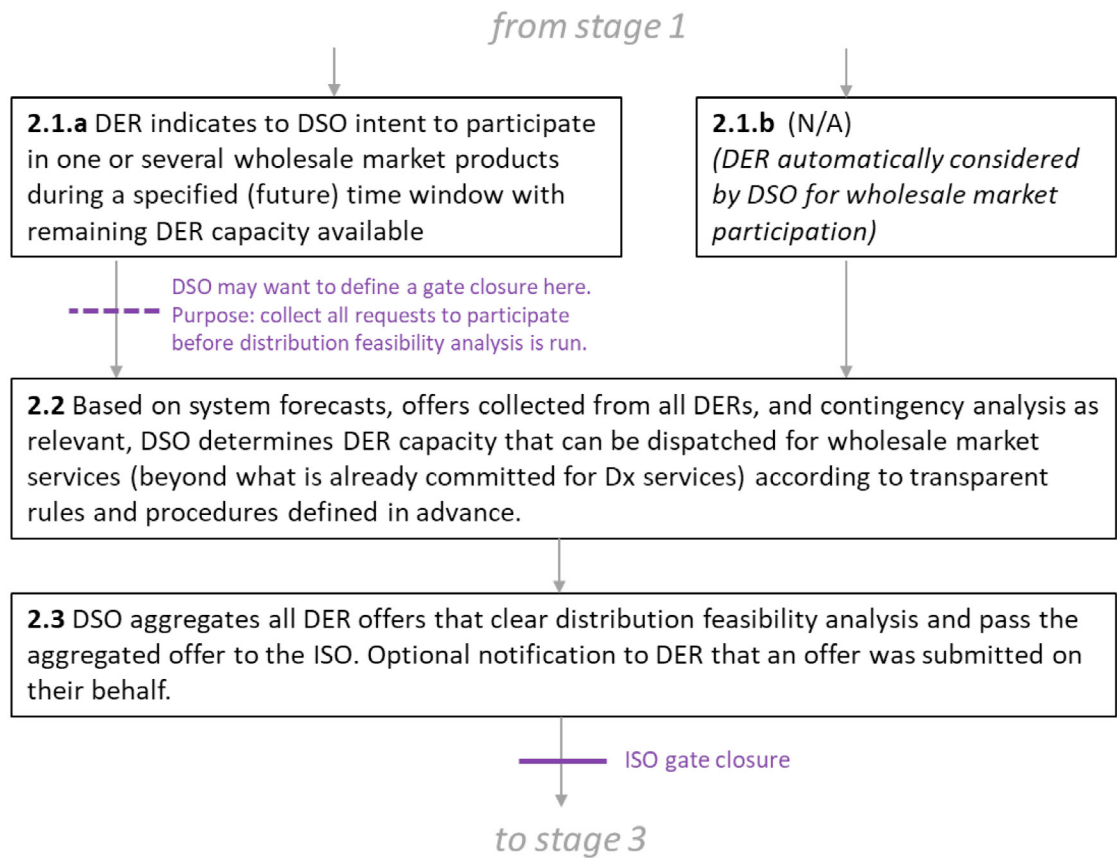 from stage 1
2.1.a DER indicates to DSO intent to participate
in one or several wholesale market products
during a specified (future) time window with
remaining DER capacity available
2.1.b (N/A)
(DER automatically considered
by DSO for wholesale market
participation)
DSO may want to define a gate closure here.
Purpose: collect all requests to participate
before distribution feasibility analysis is run.
2.2 Based on system forecasts, offers collected from all DERs, and contingency analysis as
relevant, DSO determines DER capacity that can be dispatched for wholesale market
services (beyond what is already committed for Dx services) according to transparent
rules and procedures defined in advance.
2.3 DSO aggregates all DER offers that clear distribution feasibility analysis and pass the
aggregated offer to the ISO. Optional notification to DER that an offer was submitted on
their behalf.
ISO gate closure
to stage 3